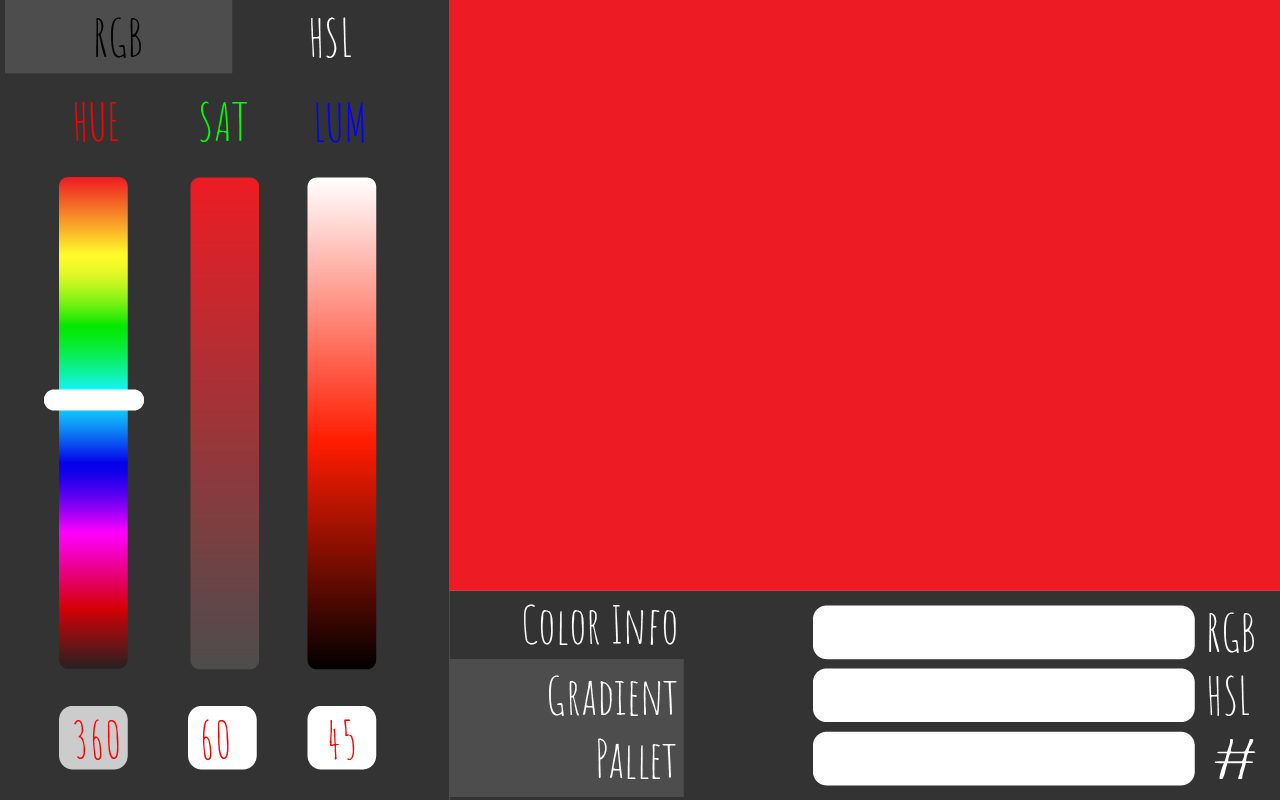 RGB HSL
HUE SAT LUM
360 60 45
Color Info
Gradient
Pallet
RGB
HSL
#